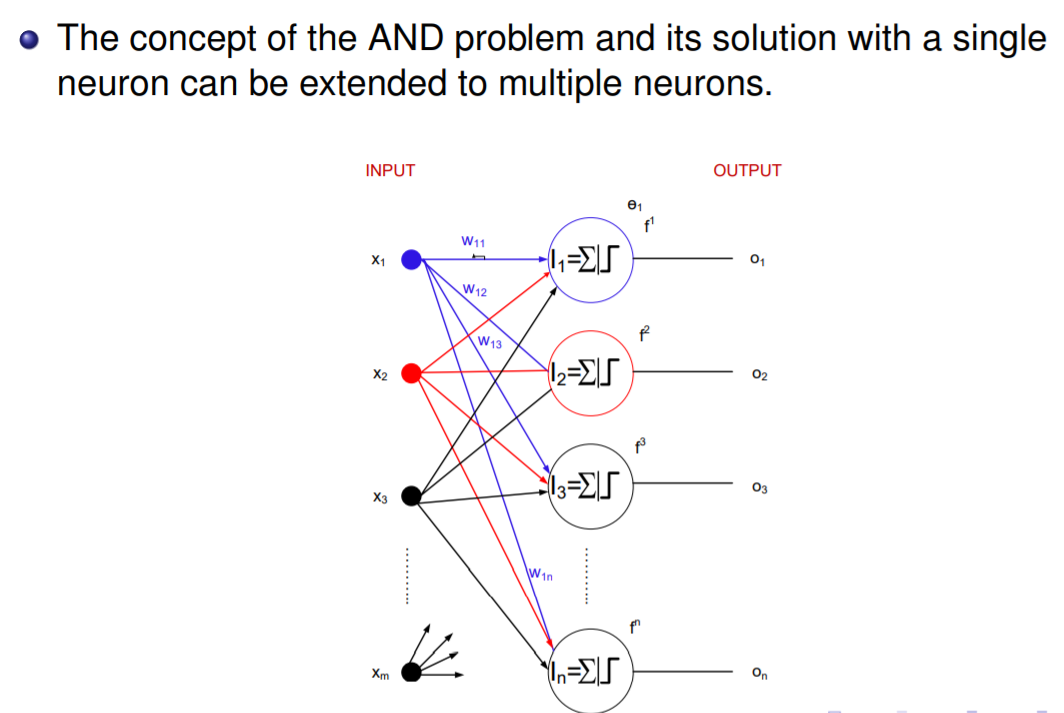 The concept of the AND problem and its solution with a single
neuron can be extended to multiple neurons.
INPUT
OUTPUT
θ₁
f¹
w₁₁
x₁
I₁=Σ|ʃ
o₁
w₁₂
f²
w₁₃
x₂
I₂=Σ|ʃ
o₂
f³
x₃
I₃=Σ|ʃ
o₃
w₁ₙ
fⁿ
xₘ
Iₙ=Σ|ʃ
oₙ